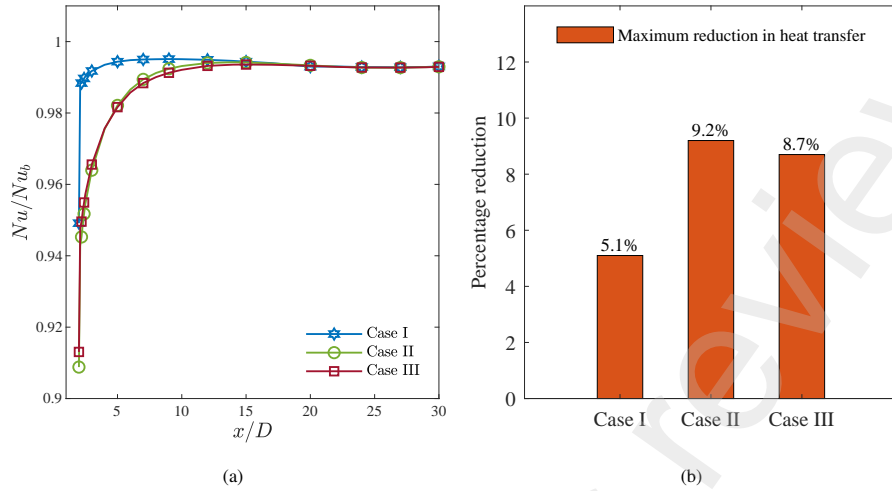 1
0.98
0.96
0.94
0.92
0.9
Nu/Nu_b
5
10
15
20
25
30
x/D
Case I
Case II
Case III
(a)
Maximum reduction in heat transfer
12
10
8
6
4
2
0
Percentage reduction
5.1%
9.2%
8.7%
Case I
Case II
Case III
(b)
review